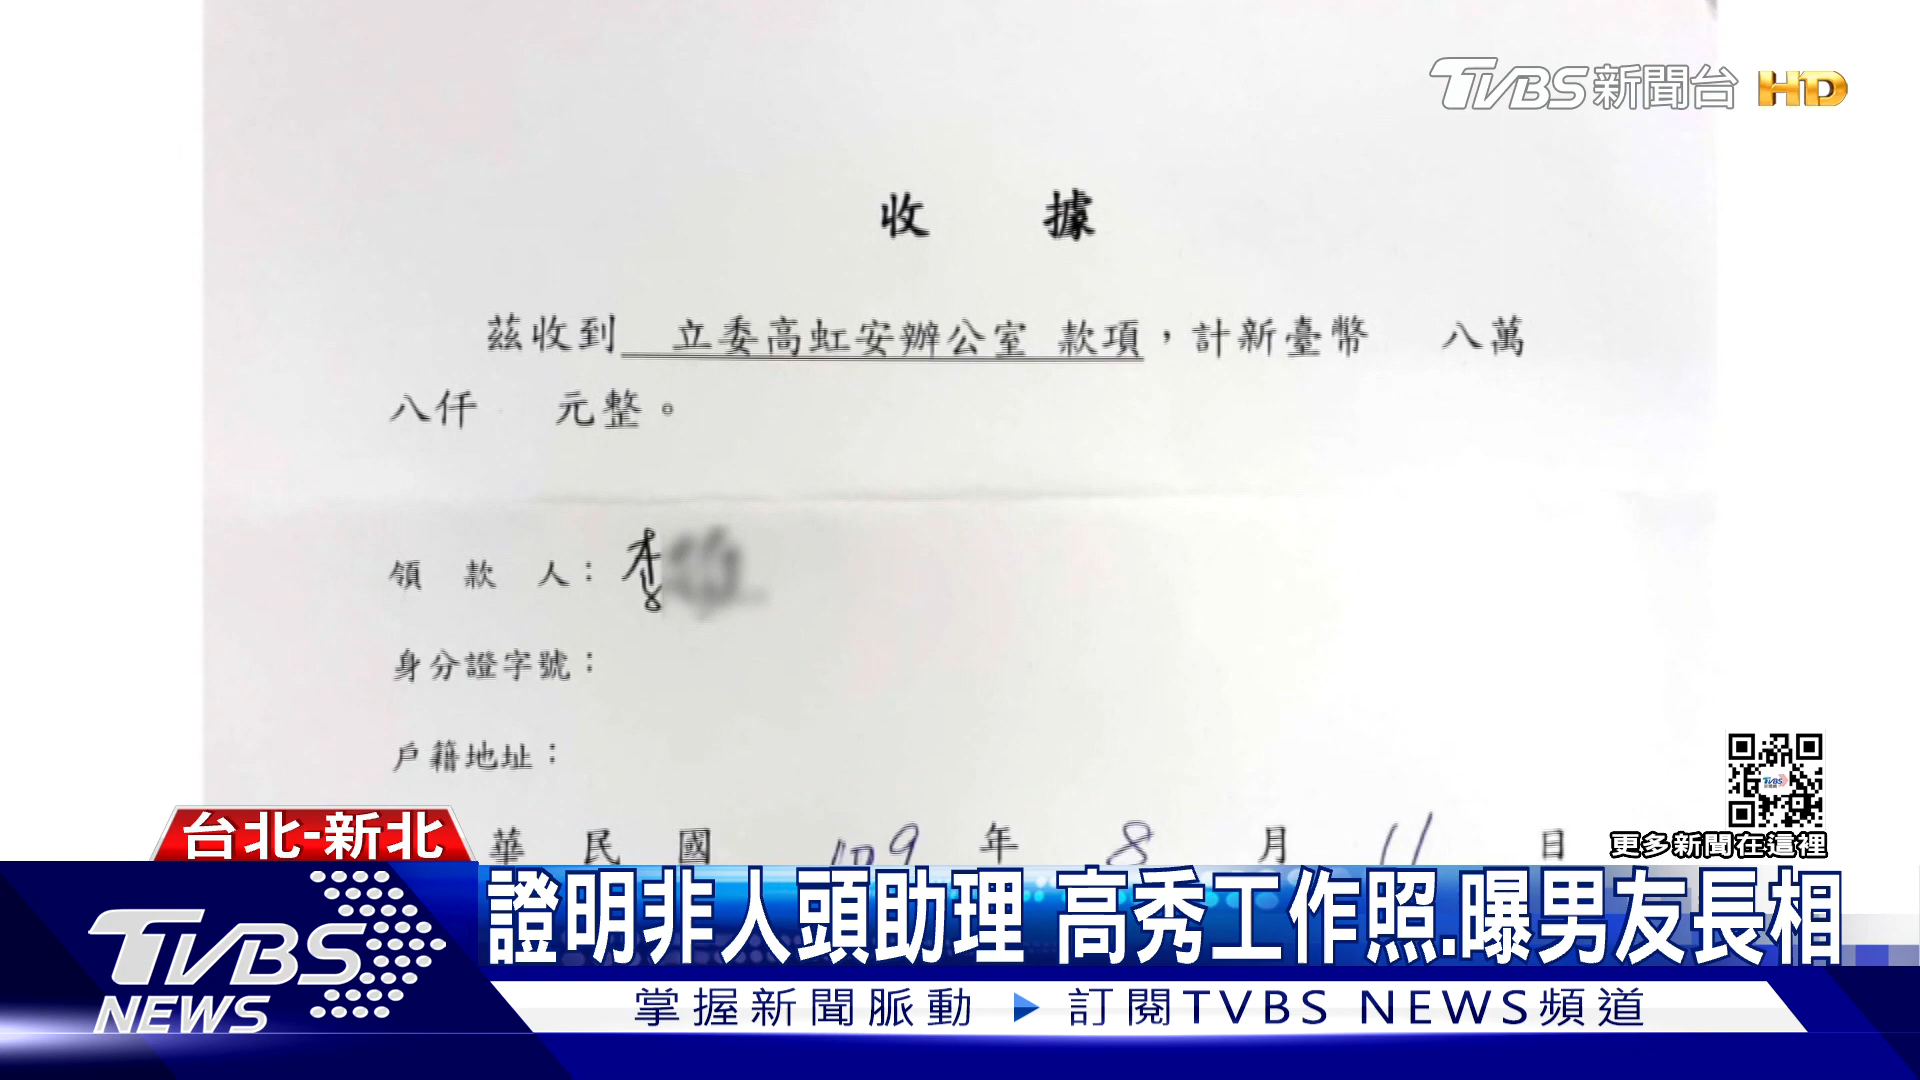 TVBS新聞台 HD
收據
茲收到 立委高虹安辦公室 款項，計新臺幣 八萬
八仟 元整。
領款人：李
身分證字號：
戶籍地址：
華民國 109 年 8 月 11 日
更多新聞在這裡
台北-新北
證明非人頭助理 高秀工作照.曝男友長相
TVBS NEWS
掌握新聞脈動 ▶ 訂閱TVBS NEWS頻道